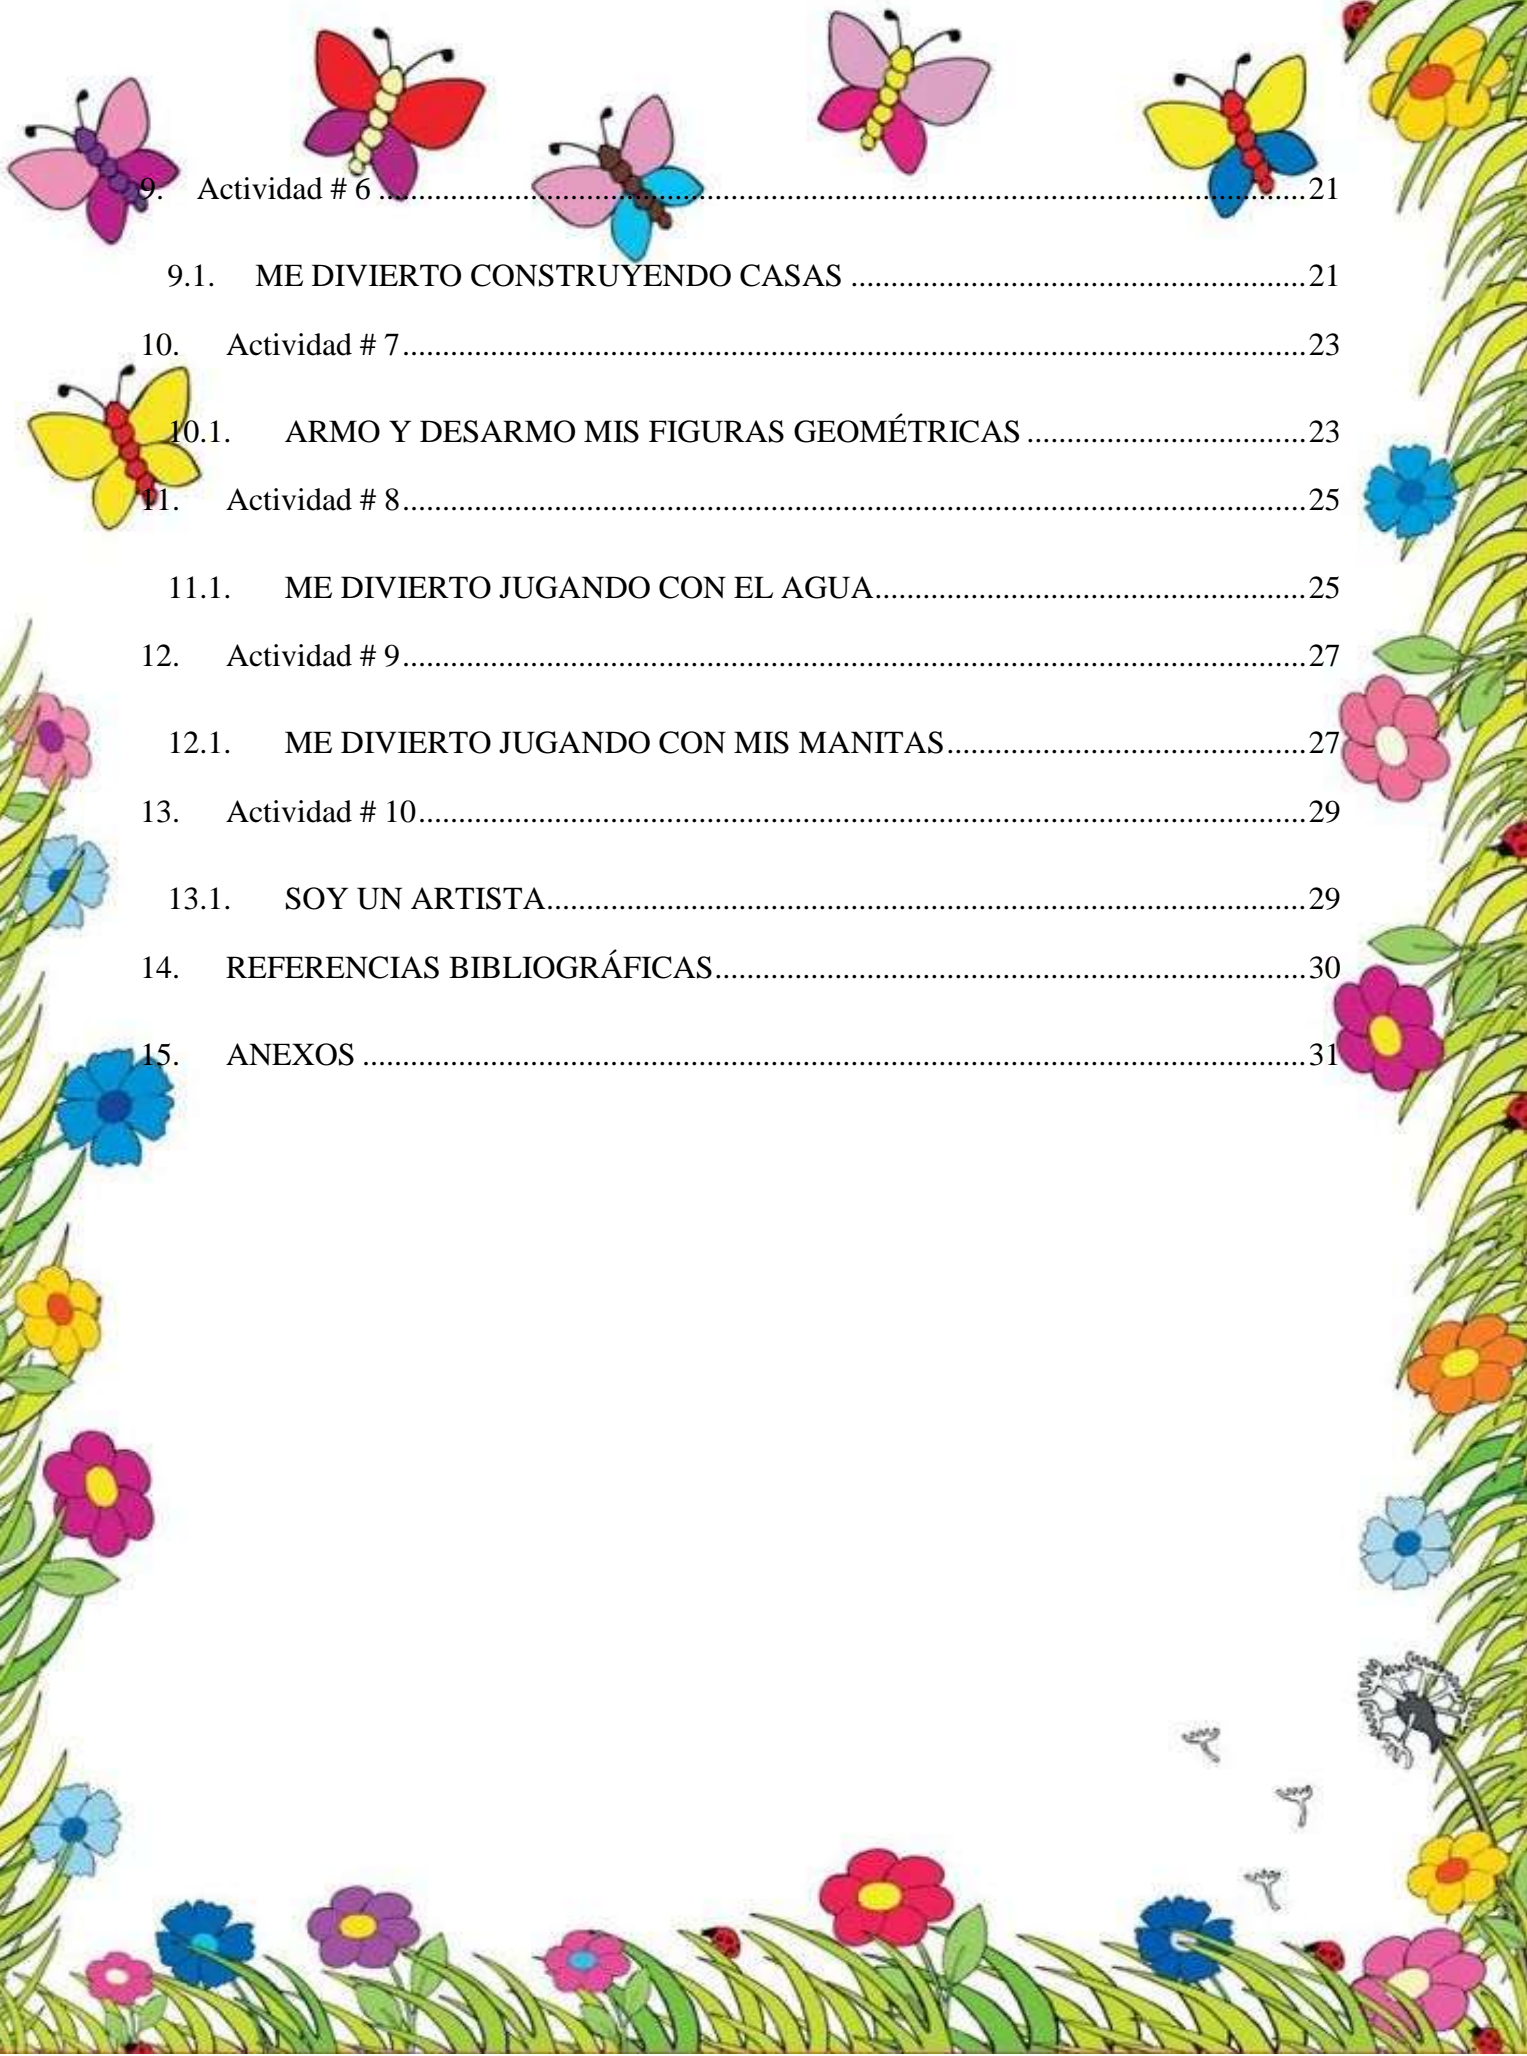 9. Actividad # 6 ........................................................ 21
9.1. ME DIVIERTO CONSTRUYENDO CASAS ........................................................ 21
10. Actividad # 7 ........................................................ 23
10.1. ARMO Y DESARMO MIS FIGURAS GEOMÉTRICAS ........................................................ 23
11. Actividad # 8 ........................................................ 25
11.1. ME DIVIERTO JUGANDO CON EL AGUA ........................................................ 25
12. Actividad # 9 ........................................................ 27
12.1. ME DIVIERTO JUGANDO CON MIS MANITAS ........................................................ 27
13. Actividad # 10 ........................................................ 29
13.1. SOY UN ARTISTA ........................................................ 29
14. REFERENCIAS BIBLIOGRÁFICAS ........................................................ 30
15. ANEXOS ........................................................ 31